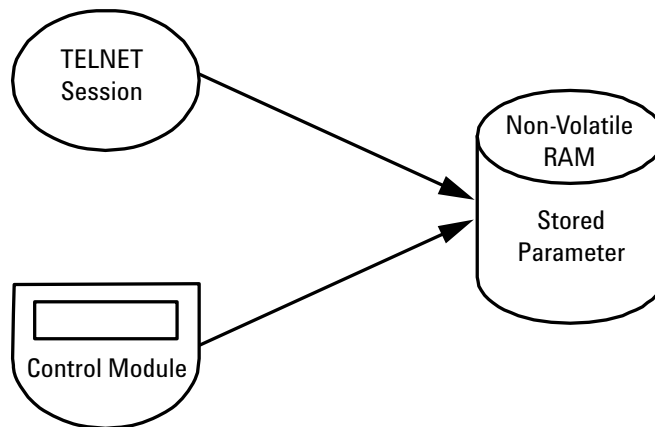 TELNET
Session
Non-Volatile
RAM
Stored
Parameter
Control Module